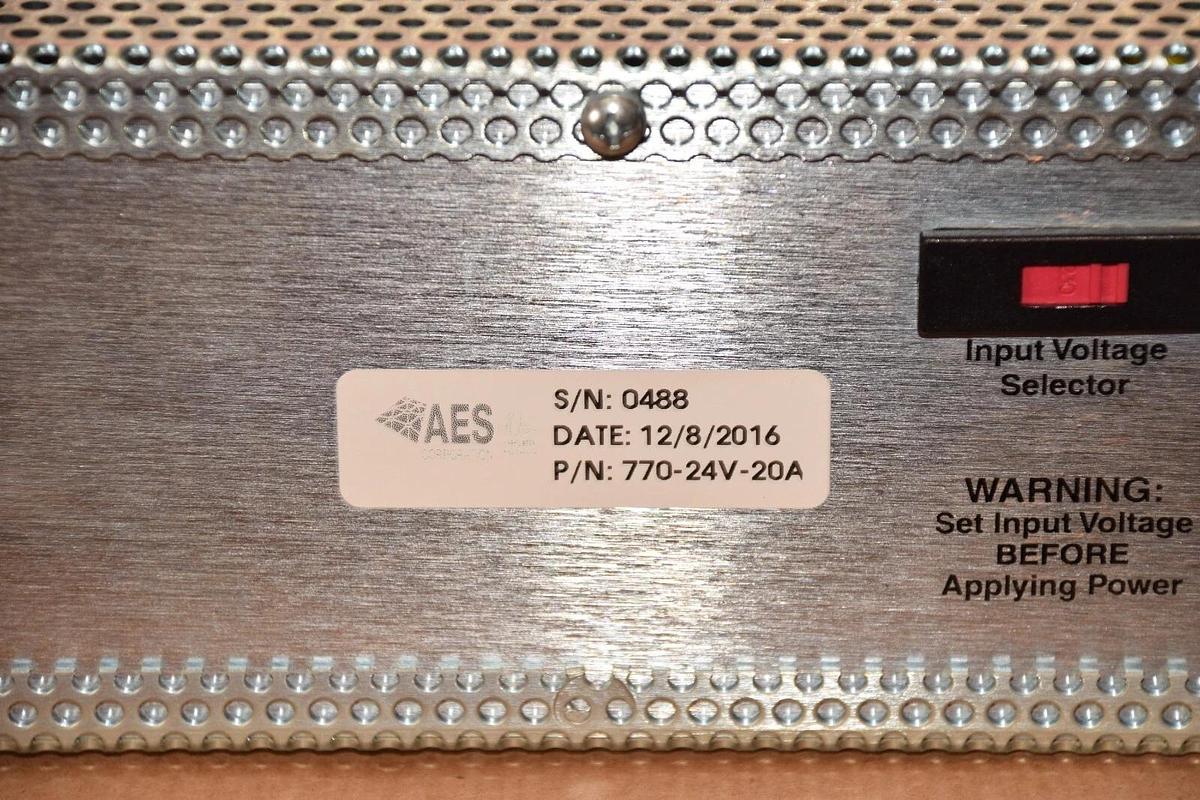 Input Voltage
Selector
AES
CORPORATION
S/N: 0488
DATE: 12/8/2016
P/N: 770-24V-20A
WARNING:
Set Input Voltage
BEFORE
Applying Power